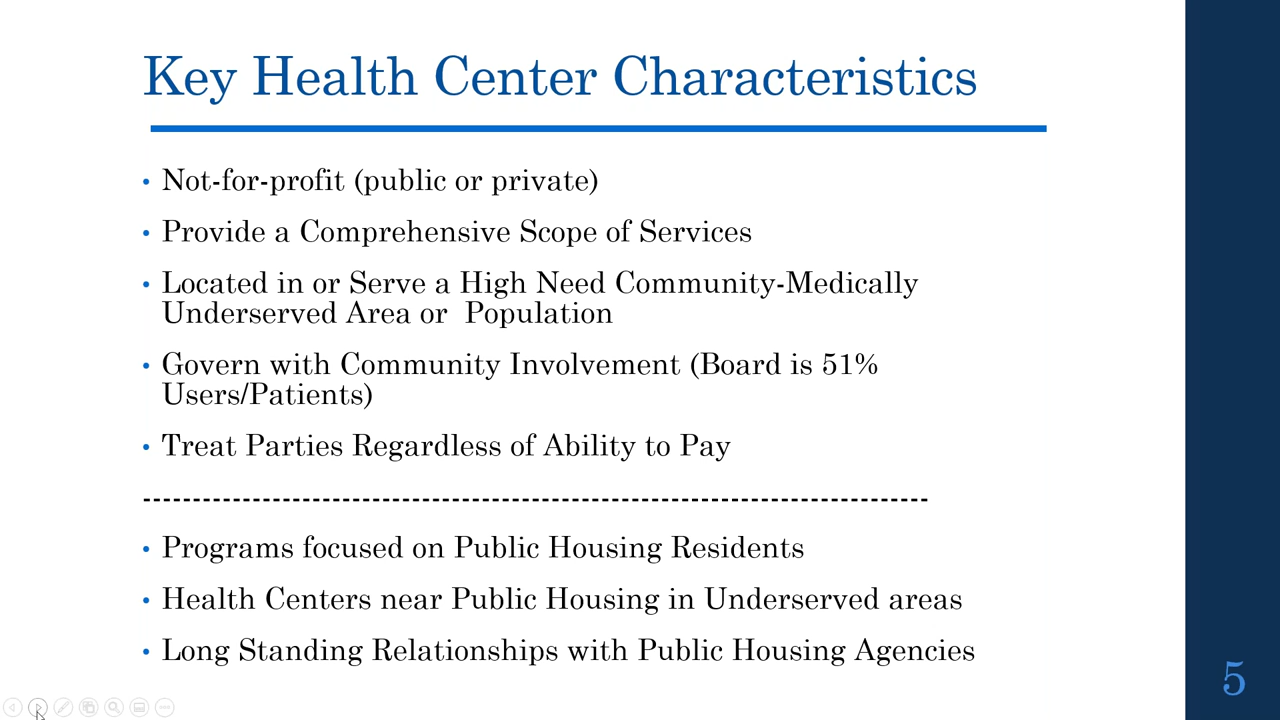 Key Health Center Characteristics
• Not-for-profit (public or private)
• Provide a Comprehensive Scope of Services
• Located in or Serve a High Need Community-Medically
Underserved Area or  Population
• Govern with Community Involvement (Board is 51%
Users/Patients)
• Treat Parties Regardless of Ability to Pay
--------------------------------------------------------------------------------
• Programs focused on Public Housing Residents
• Health Centers near Public Housing in Underserved areas
• Long Standing Relationships with Public Housing Agencies
5